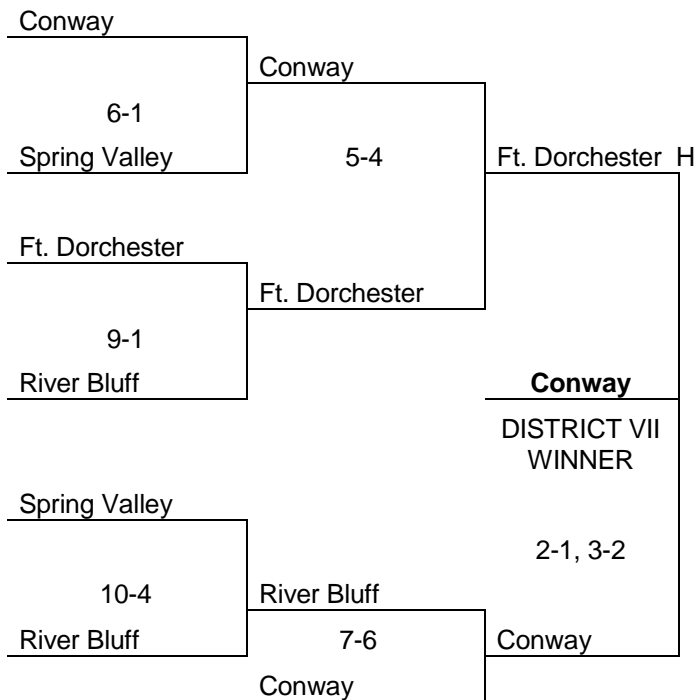 Conway
Conway
6-1
Spring Valley
5-4
Ft. Dorchester H
Ft. Dorchester
Ft. Dorchester
9-1
River Bluff
Conway
DISTRICT VII
WINNER
Spring Valley
2-1, 3-2
10-4
River Bluff
River Bluff
7-6
Conway
Conway